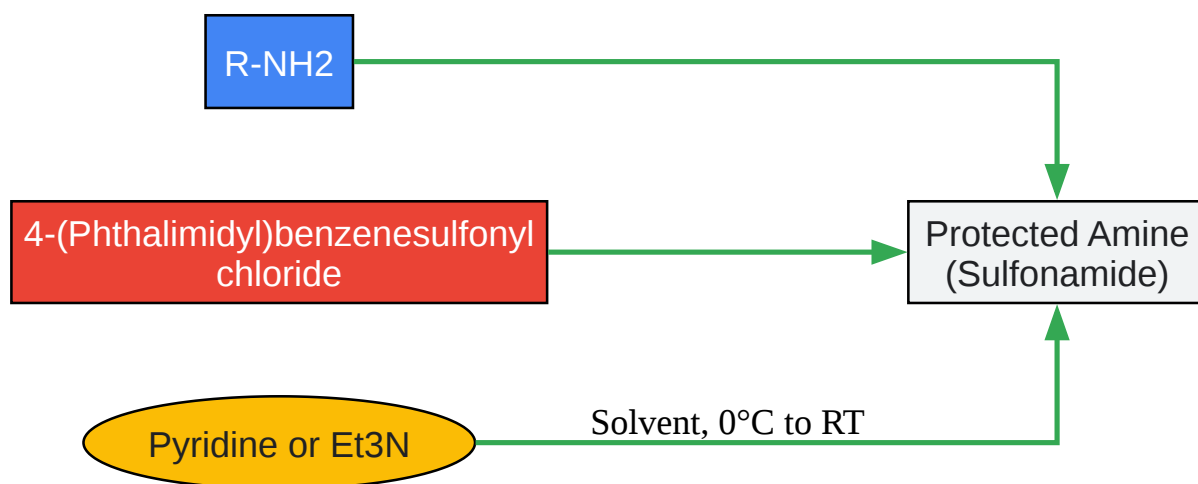 R-NH2
4-(Phthalimidyl)benzenesulfonyl
chloride
Protected Amine
(Sulfonamide)
Pyridine or Et3N
Solvent, 0°C to RT